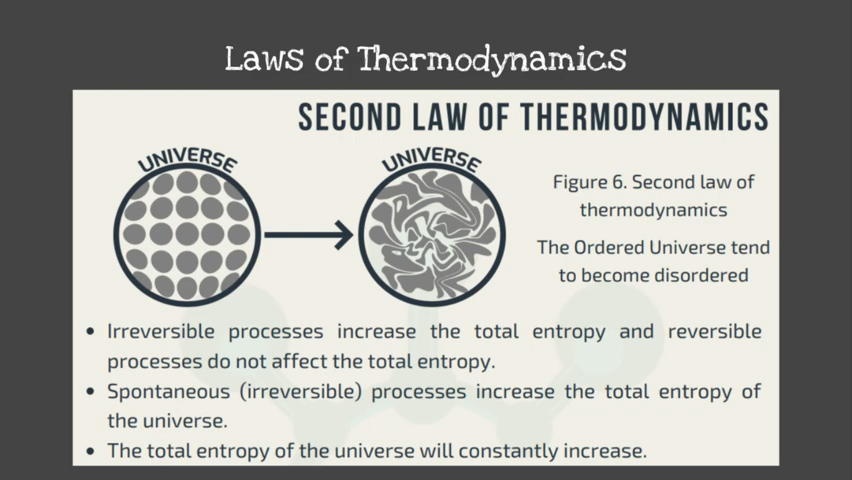 Laws of Thermodynamics
SECOND LAW OF THERMODYNAMICS
UNIVERSE
UNIVERSE
Figure 6. Second law of
thermodynamics
The Ordered Universe tend
to become disordered
• Irreversible processes increase the total entropy and reversible
processes do not affect the total entropy.
• Spontaneous (irreversible) processes increase the total entropy of
the universe.
• The total entropy of the universe will constantly increase.